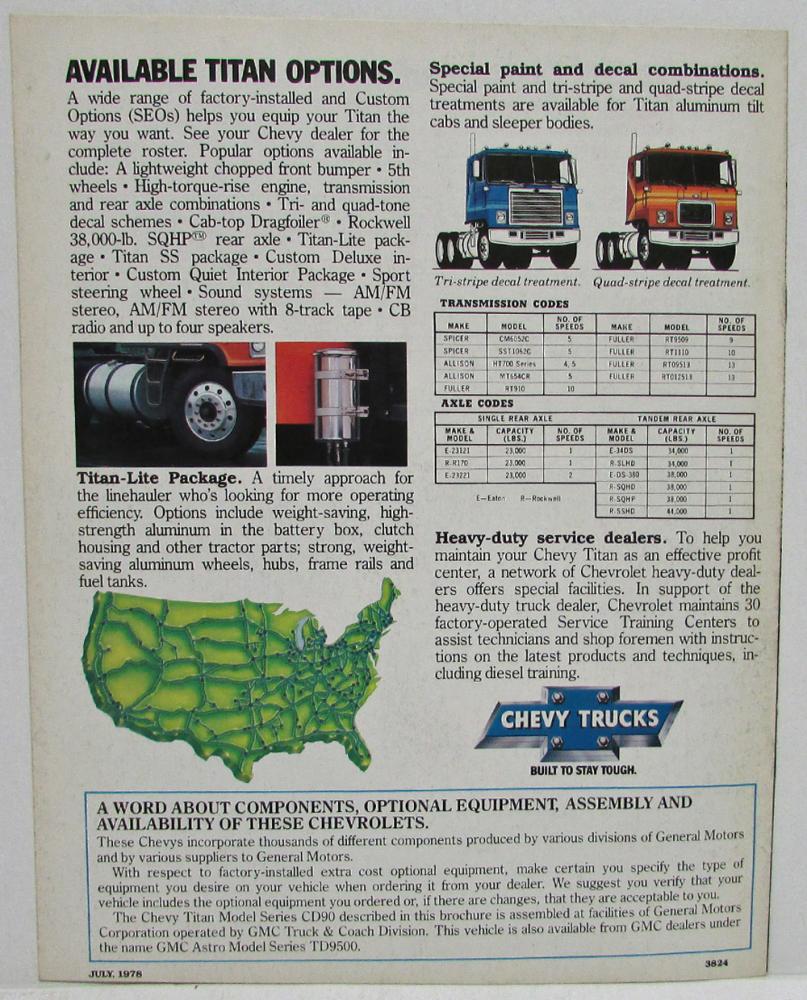 AVAILABLE TITAN OPTIONS.
A wide range of factory-installed and Custom
Options (SEOs) helps you equip your Titan the
way you want. See your Chevy dealer for the
complete roster. Popular options available in-
clude: A lightweight chopped front bumper • 5th
wheels • High-torque-rise engine, transmission
and rear axle combinations • Tri- and quad-tone
decal schemes • Cab-top Dragfoiler® • Rockwell
38,000-lb. SQHP™ rear axle • Titan-Lite pack-
age • Titan SS package • Custom Deluxe in-
terior • Custom Quiet Interior Package • Sport
steering wheel • Sound systems — AM/FM
stereo, AM/FM stereo with 8-track tape • CB
radio and up to four speakers.
Titan-Lite Package. A timely approach for
the linehauler who's looking for more operating
efficiency. Options include weight-saving, high-
strength aluminum in the battery box, clutch
housing and other tractor parts; strong, weight-
saving aluminum wheels, hubs, frame rails and
fuel tanks.
Special paint and decal combinations.
Special paint and tri-stripe and quad-stripe decal
treatments are available for Titan aluminum tilt
cabs and sleeper bodies.
Tri-stripe decal treatment. Quad-stripe decal treatment.
TRANSMISSION CODES
MAKE MODEL NO. OF SPEEDS MAKE MODEL NO. OF SPEEDS
SPICER CM6052C 5 FULLER RT9509 9
SPICER SST1062C 5 FULLER RT1110 10
ALLISON HT700 Series 4, 5 FULLER RT09513 13
ALLISON MT654CR 5 FULLER RT012513 13
FULLER RT910 10
AXLE CODES
SINGLE REAR AXLE TANDEM REAR AXLE
MAKE & MODEL CAPACITY (LBS.) NO. OF SPEEDS MAKE & MODEL CAPACITY (LBS.) NO. OF SPEEDS
E-23121 23,000 1 E-34DS 34,000 1
R-R170 23,000 1 R-SLHD 34,000 1
E-23221 23,000 2 E-DS-380 38,000 1
R-SQHD 38,000 1
E—Eaton R—Rockwell R-SQHP 38,000 1
R-SSHD 44,000 1
Heavy-duty service dealers. To help you
maintain your Chevy Titan as an effective profit
center, a network of Chevrolet heavy-duty deal-
ers offers special facilities. In support of the
heavy-duty truck dealer, Chevrolet maintains 30
factory-operated Service Training Centers to
assist technicians and shop foremen with instruc-
tions on the latest products and techniques, in-
cluding diesel training.
CHEVY TRUCKS
BUILT TO STAY TOUGH.
A WORD ABOUT COMPONENTS, OPTIONAL EQUIPMENT, ASSEMBLY AND
AVAILABILITY OF THESE CHEVROLETS.
These Chevys incorporate thousands of different components produced by various divisions of General Motors
and by various suppliers to General Motors.
With respect to factory-installed extra cost optional equipment, make certain you specify the type of
equipment you desire on your vehicle when ordering it from your dealer. We suggest you verify that your
vehicle includes the optional equipment you ordered or, if there are changes, that they are acceptable to you.
The Chevy Titan Model Series CD90 described in this brochure is assembled at facilities of General Motors
Corporation operated by GMC Truck & Coach Division. This vehicle is also available from GMC dealers under
the name GMC Astro Model Series TD9500.
JULY, 1978
3824